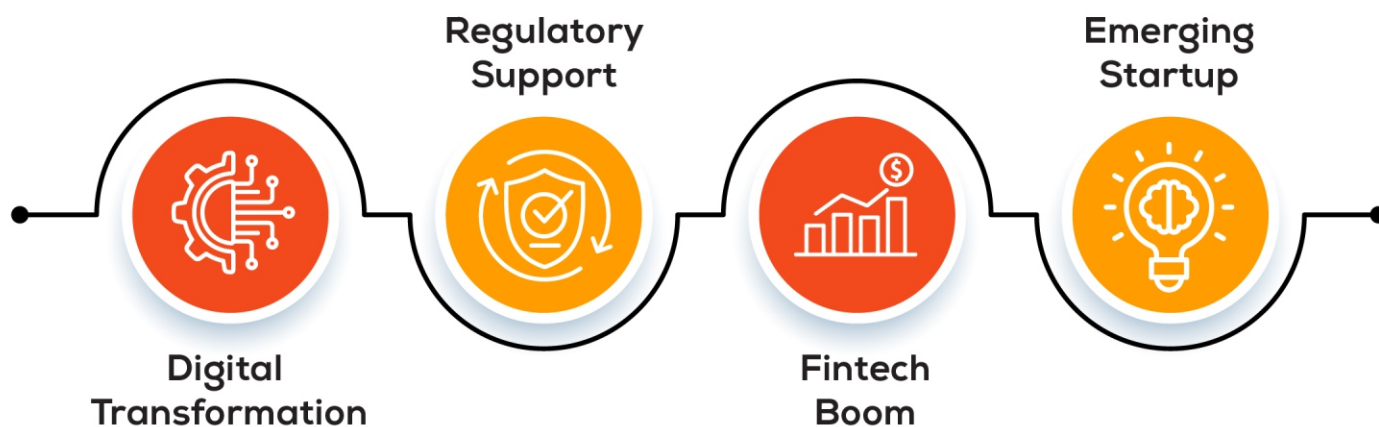 Digital
Transformation
Regulatory
Support
$
Fintech
Boom
Emerging
Startup